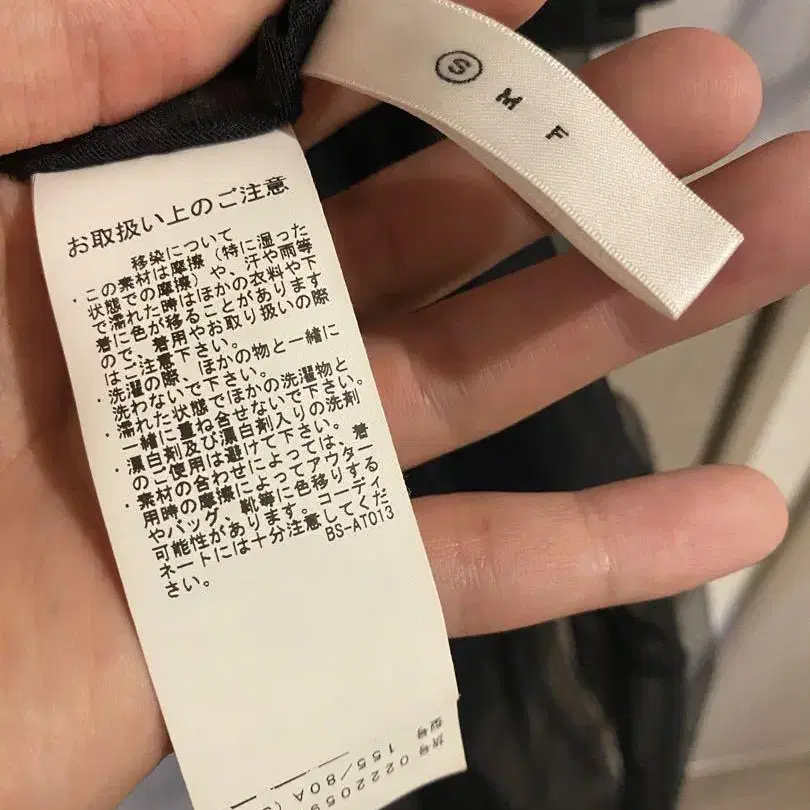 Ⓢ M F
お取扱い上のご注意
移染について
・この素材は摩擦(特に湿った
状態での摩擦)や、汗や雨等
で濡れた時はほかの衣料や下
着に色が移ることがあります
ので、着用やお取り扱いの際
はご注意下さい。
・洗濯の際、ほかの物と一緒に
洗わないで下さい。
濡れた状態でほかの洗濯物と
一緒に重ね合せないで下さい。
・漂白剤及び漂白剤入りの洗剤
のご使用は避けて下さい。
・素材の合わせによっては、着
用時の摩擦によってアウター
やバッグ、靴等に色移りする
可能性があります。コーディ
ネートには十分注意してくだ
さい。
BS-AT013
型号 155/80A
号 022059